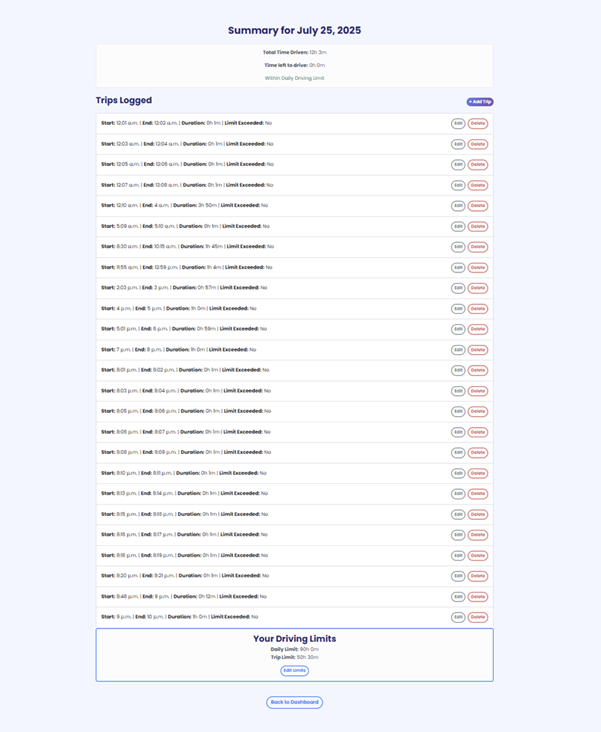 Summary for July 25, 2025
Total Time Driven: 12h 3m
Time left to drive: 0h 0m
Within Daily Driving Limit
Trips Logged
+ Add Trip
Start: 12:01 a.m. | End: 12:02 a.m. | Duration: 0h 1m | Limit Exceeded: No Edit Delete
Start: 12:03 a.m. | End: 12:04 a.m. | Duration: 0h 1m | Limit Exceeded: No Edit Delete
Start: 12:05 a.m. | End: 12:06 a.m. | Duration: 0h 1m | Limit Exceeded: No Edit Delete
Start: 12:07 a.m. | End: 12:08 a.m. | Duration: 0h 1m | Limit Exceeded: No Edit Delete
Start: 12:10 a.m. | End: 4 a.m. | Duration: 3h 50m | Limit Exceeded: No Edit Delete
Start: 5:09 a.m. | End: 5:10 a.m. | Duration: 0h 1m | Limit Exceeded: No Edit Delete
Start: 8:30 a.m. | End: 10:15 a.m. | Duration: 1h 45m | Limit Exceeded: No Edit Delete
Start: 11:55 a.m. | End: 12:59 p.m. | Duration: 1h 4m | Limit Exceeded: No Edit Delete
Start: 2:03 p.m. | End: 3 p.m. | Duration: 0h 57m | Limit Exceeded: No Edit Delete
Start: 4 p.m. | End: 5 p.m. | Duration: 1h 0m | Limit Exceeded: No Edit Delete
Start: 5:01 p.m. | End: 6 p.m. | Duration: 0h 59m | Limit Exceeded: No Edit Delete
Start: 7 p.m. | End: 8 p.m. | Duration: 1h 0m | Limit Exceeded: No Edit Delete
Start: 8:01 p.m. | End: 8:02 p.m. | Duration: 0h 1m | Limit Exceeded: No Edit Delete
Start: 8:03 p.m. | End: 8:04 p.m. | Duration: 0h 1m | Limit Exceeded: No Edit Delete
Start: 8:05 p.m. | End: 8:06 p.m. | Duration: 0h 1m | Limit Exceeded: No Edit Delete
Start: 8:06 p.m. | End: 8:07 p.m. | Duration: 0h 1m | Limit Exceeded: No Edit Delete
Start: 8:08 p.m. | End: 8:09 p.m. | Duration: 0h 1m | Limit Exceeded: No Edit Delete
Start: 8:10 p.m. | End: 8:11 p.m. | Duration: 0h 1m | Limit Exceeded: No Edit Delete
Start: 8:13 p.m. | End: 8:14 p.m. | Duration: 0h 1m | Limit Exceeded: No Edit Delete
Start: 8:15 p.m. | End: 8:16 p.m. | Duration: 0h 1m | Limit Exceeded: No Edit Delete
Start: 8:16 p.m. | End: 8:17 p.m. | Duration: 0h 1m | Limit Exceeded: No Edit Delete
Start: 8:18 p.m. | End: 8:19 p.m. | Duration: 0h 1m | Limit Exceeded: No Edit Delete
Start: 8:20 p.m. | End: 8:21 p.m. | Duration: 0h 1m | Limit Exceeded: No Edit Delete
Start: 8:48 p.m. | End: 9 p.m. | Duration: 0h 12m | Limit Exceeded: No Edit Delete
Start: 9 p.m. | End: 10 p.m. | Duration: 1h 0m | Limit Exceeded: No Edit Delete
Your Driving Limits
Daily Limit: 90h 0m
Trip Limit: 50h 30m
Edit Limits
Back to Dashboard